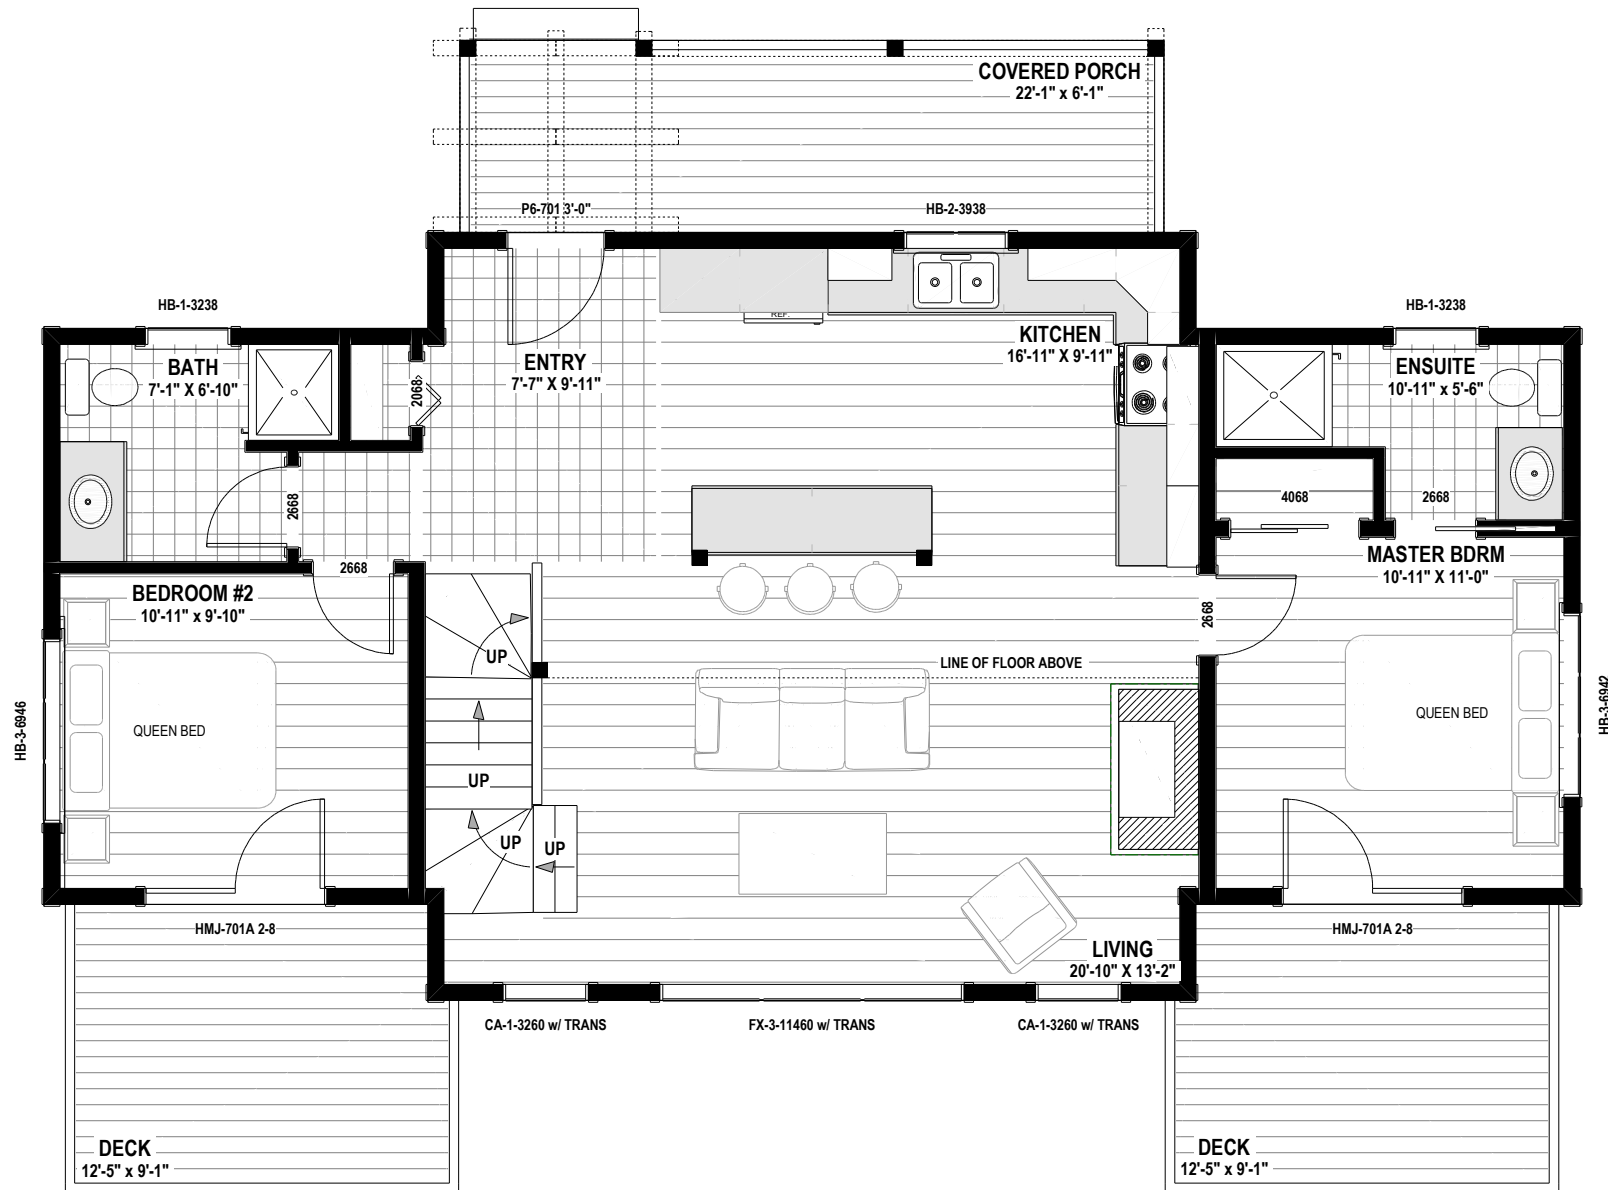 COVERED PORCH
22'-1" x 6'-1"
P6-701 3'-0"
HB-2-3938
HB-1-3238
HB-1-3238
REF.
BATH
7'-1" X 6'-10"
2068
ENTRY
7'-7" X 9'-11"
KITCHEN
16'-11" X 9'-11"
ENSUITE
10'-11" x 5'-6"
2668
4068
2668
2668
MASTER BDRM
10'-11" X 11'-0"
BEDROOM #2
10'-11" x 9'-10"
2668
UP
LINE OF FLOOR ABOVE
HB-3-6946
QUEEN BED
QUEEN BED
HB-3-6942
UP
UP
UP
HMJ-701A 2-8
HMJ-701A 2-8
LIVING
20'-10" X 13'-2"
CA-1-3260 w/ TRANS
FX-3-11460 w/ TRANS
CA-1-3260 w/ TRANS
DECK
12'-5" x 9'-1"
DECK
12'-5" x 9'-1"